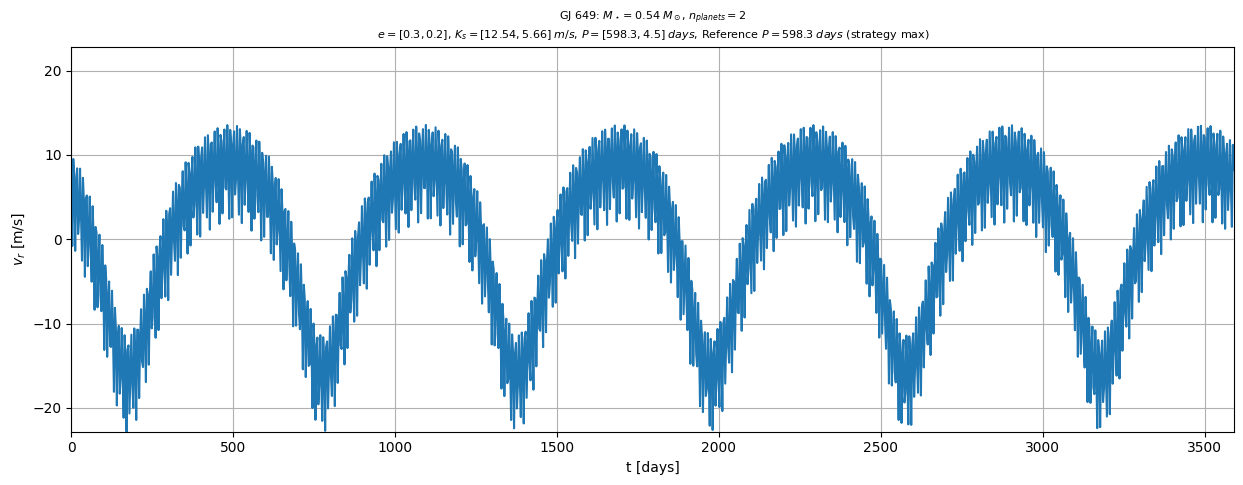 GJ 649: M⋆ = 0.54 M⊙, n_planets = 2
e = [0.3, 0.2], K_s = [12.54, 5.66] m/s, P = [598.3, 4.5] days, Reference P = 598.3 days (strategy max)
20
10
0
−10
−20
v_r [m/s]
0 500 1000 1500 2000 2500 3000 3500
t [days]